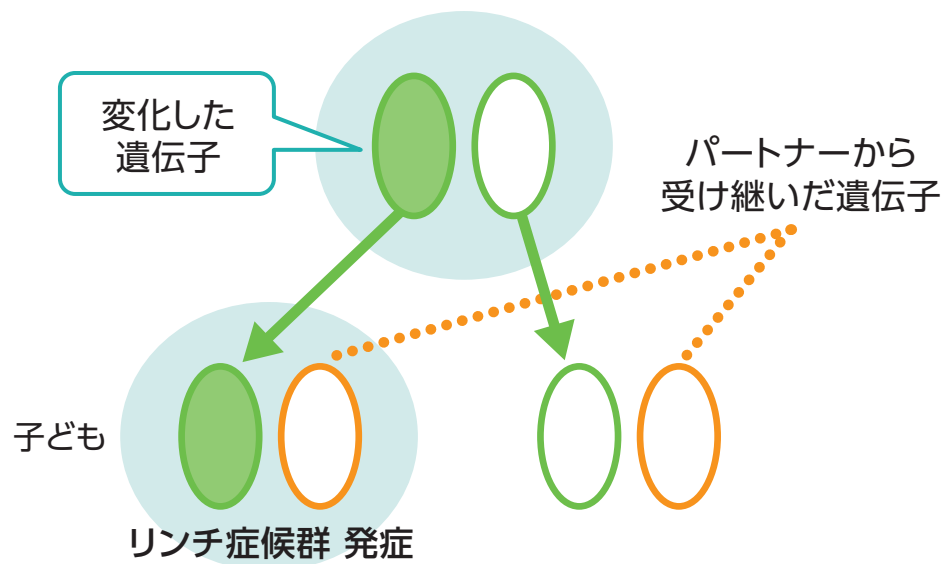 変化した
遺伝子
パートナーから
受け継いだ遺伝子
子ども
リンチ症候群 発症